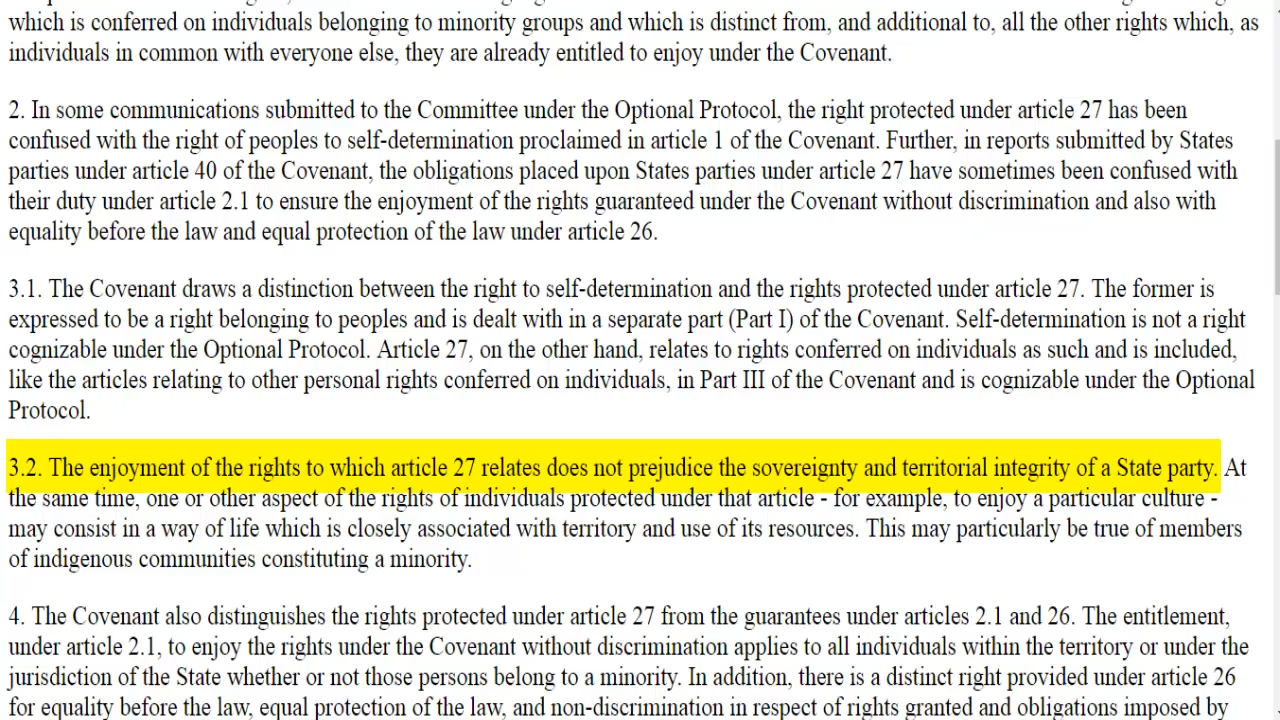 which is conferred on individuals belonging to minority groups and which is distinct from, and additional to, all the other rights which, as
individuals in common with everyone else, they are already entitled to enjoy under the Covenant.
2. In some communications submitted to the Committee under the Optional Protocol, the right protected under article 27 has been
confused with the right of peoples to self-determination proclaimed in article 1 of the Covenant. Further, in reports submitted by States
parties under article 40 of the Covenant, the obligations placed upon States parties under article 27 have sometimes been confused with
their duty under article 2.1 to ensure the enjoyment of the rights guaranteed under the Covenant without discrimination and also with
equality before the law and equal protection of the law under article 26.
3.1. The Covenant draws a distinction between the right to self-determination and the rights protected under article 27. The former is
expressed to be a right belonging to peoples and is dealt with in a separate part (Part I) of the Covenant. Self-determination is not a right
cognizable under the Optional Protocol. Article 27, on the other hand, relates to rights conferred on individuals as such and is included,
like the articles relating to other personal rights conferred on individuals, in Part III of the Covenant and is cognizable under the Optional
Protocol.
3.2. The enjoyment of the rights to which article 27 relates does not prejudice the sovereignty and territorial integrity of a State party. At
the same time, one or other aspect of the rights of individuals protected under that article - for example, to enjoy a particular culture -
may consist in a way of life which is closely associated with territory and use of its resources. This may particularly be true of members
of indigenous communities constituting a minority.
4. The Covenant also distinguishes the rights protected under article 27 from the guarantees under articles 2.1 and 26. The entitlement,
under article 2.1, to enjoy the rights under the Covenant without discrimination applies to all individuals within the territory or under the
jurisdiction of the State whether or not those persons belong to a minority. In addition, there is a distinct right provided under article 26
for equality before the law, equal protection of the law, and non-discrimination in respect of rights granted and obligations imposed by